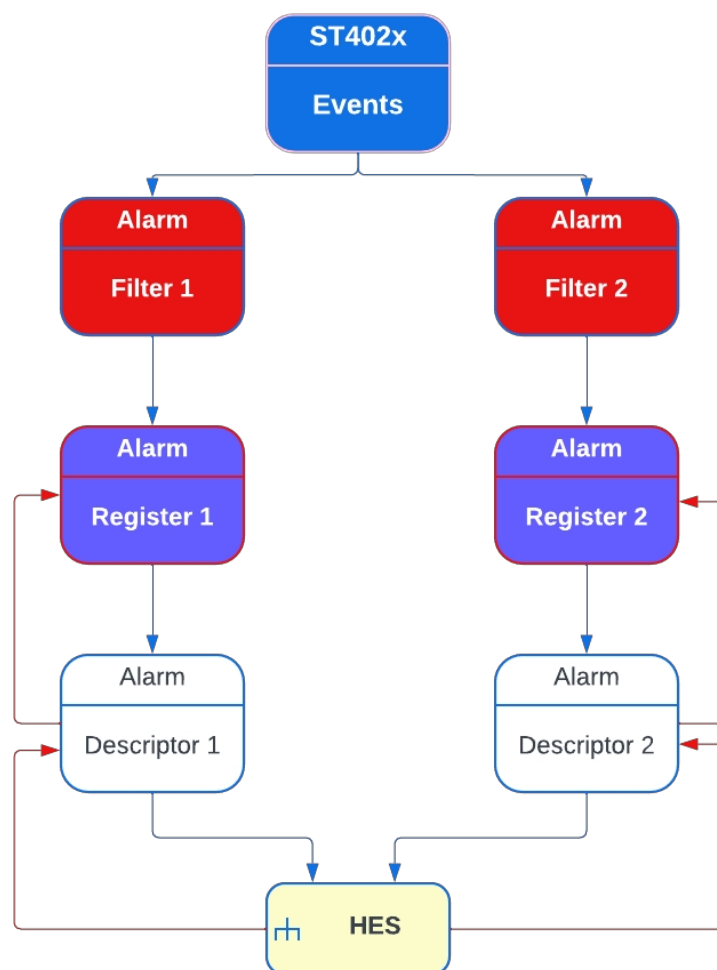 ST402x
Events
Alarm
Filter 1
Alarm
Filter 2
Alarm
Register 1
Alarm
Register 2
Alarm
Descriptor 1
Alarm
Descriptor 2
HES